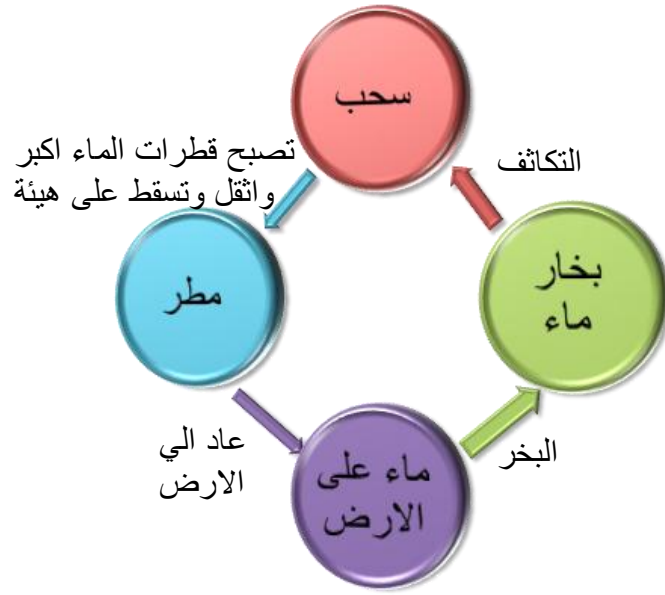 سحب
تصبح قطرات الماء اكبر
واثقل وتسقط على هيئة
التكاثف
مطر
بخار
ماء
عاد الي
الارض
البخر
ماء على
الارض